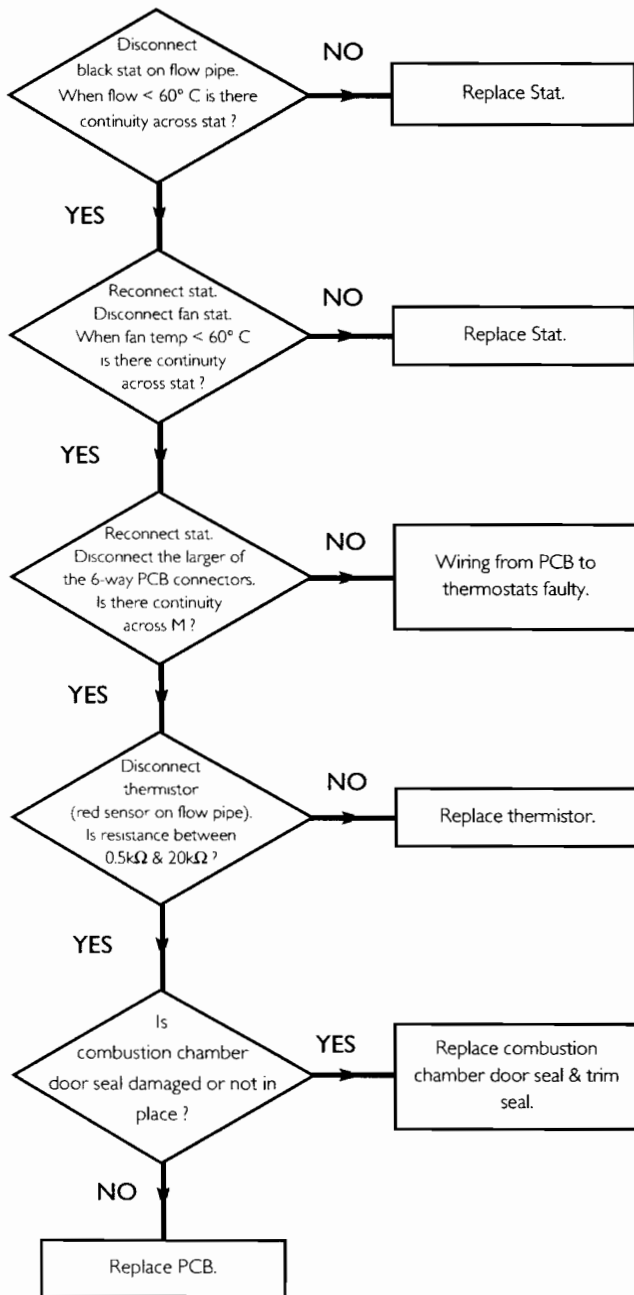 Disconnect
black stat on flow pipe.
When flow < 60° C is there
continuity across stat ?
NO
Replace Stat.
YES
Reconnect stat.
Disconnect fan stat.
When fan temp < 60° C
is there continuity
across stat ?
NO
Replace Stat.
YES
Reconnect stat.
Disconnect the larger of
the 6-way PCB connectors.
Is there continuity
across M ?
NO
Wiring from PCB to
thermostats faulty.
YES
Disconnect
thermistor
(red sensor on flow pipe).
Is resistance between
0.5kΩ & 20kΩ ?
NO
Replace thermistor.
YES
Is
combustion chamber
door seal damaged or not in
place ?
YES
Replace combustion
chamber door seal & trim
seal.
NO
Replace PCB.